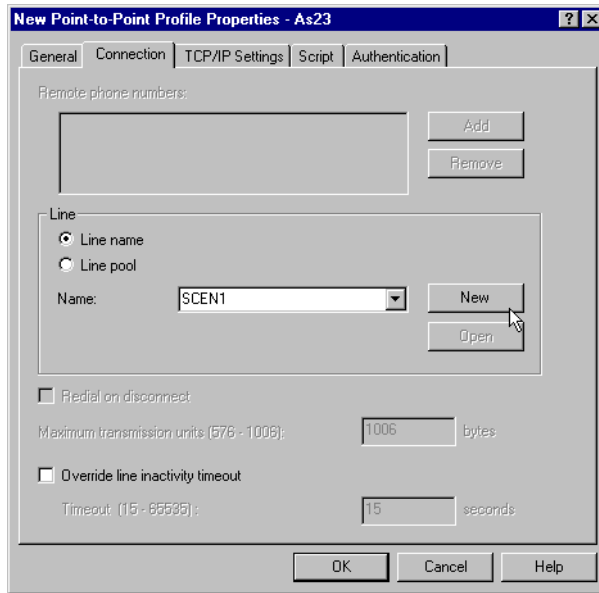 New Point-to-Point Profile Properties - As23
General Connection TCP/IP Settings Script Authentication
Remote phone numbers:
Add
Remove
Line
Line name
Line pool
Name: SCEN1 New
Open
Redial on disconnect
Maximum transmission units (576 - 1006): 1006 bytes
Override line inactivity timeout
Timeout (15 - 65535): 15 seconds
OK Cancel Help